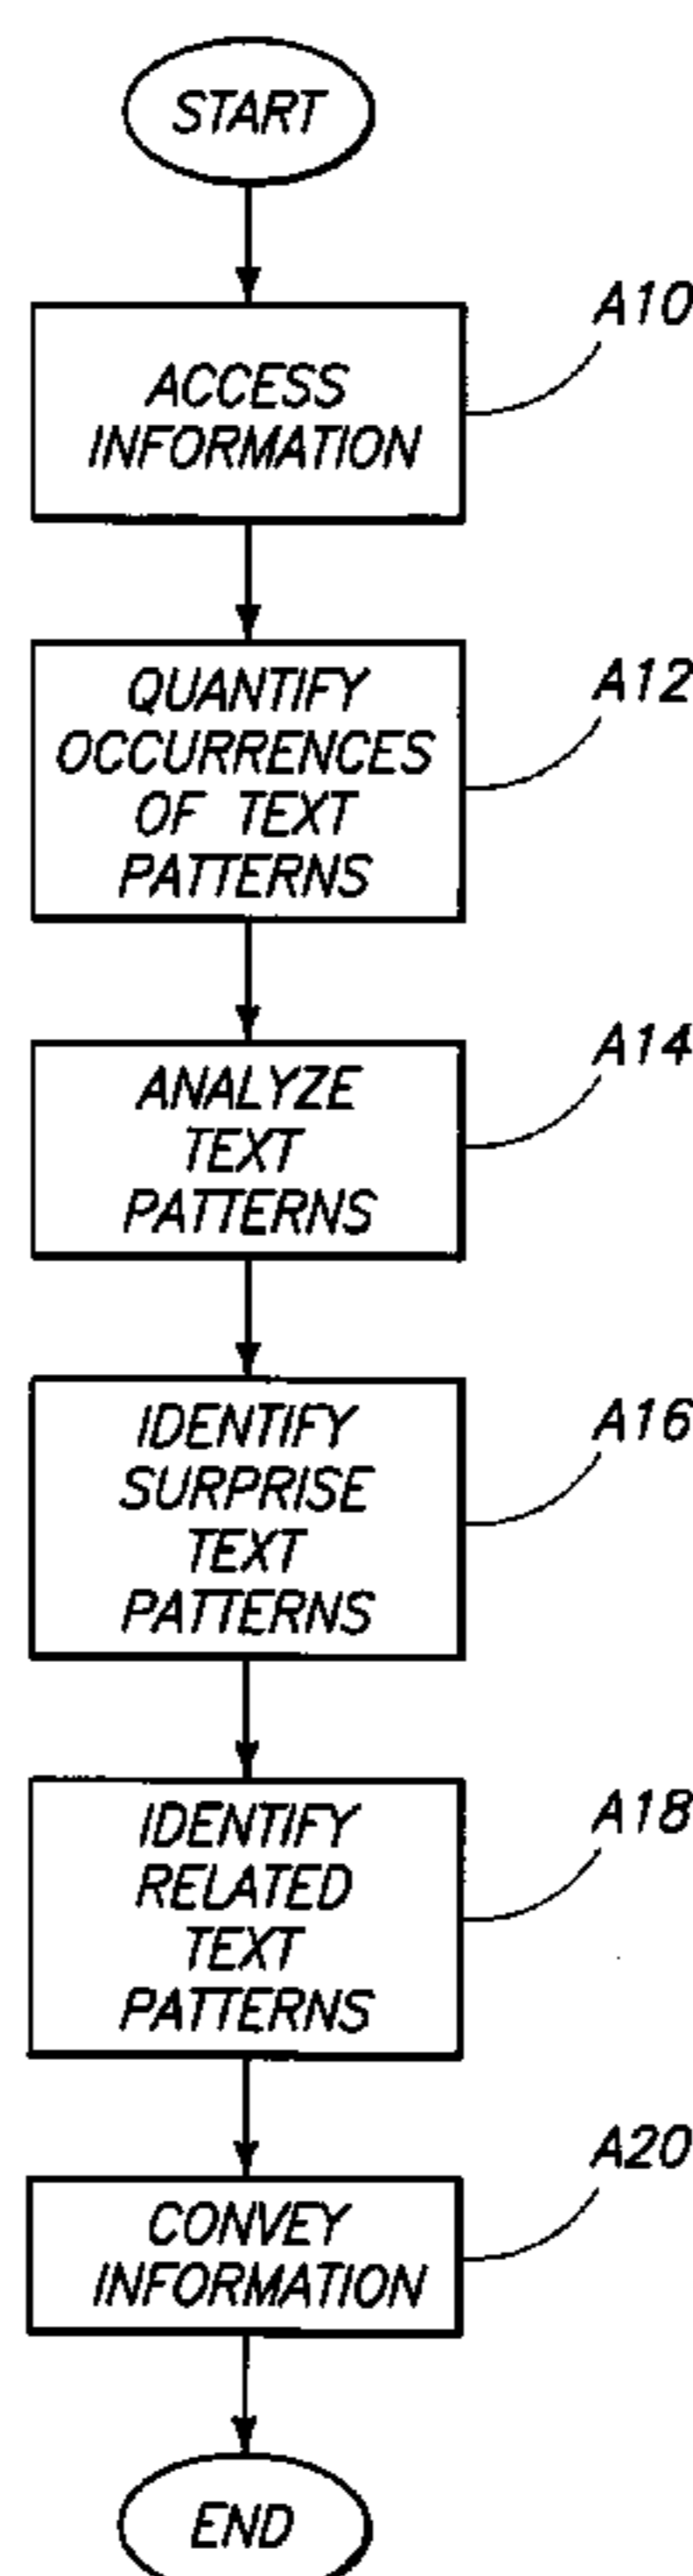 START
A10
ACCESS
INFORMATION
A12
QUANTIFY
OCCURRENCES
OF TEXT
PATTERNS
A14
ANALYZE
TEXT
PATTERNS
A16
IDENTIFY
SURPRISE
TEXT
PATTERNS
A18
IDENTIFY
RELATED
TEXT
PATTERNS
A20
CONVEY
INFORMATION
END